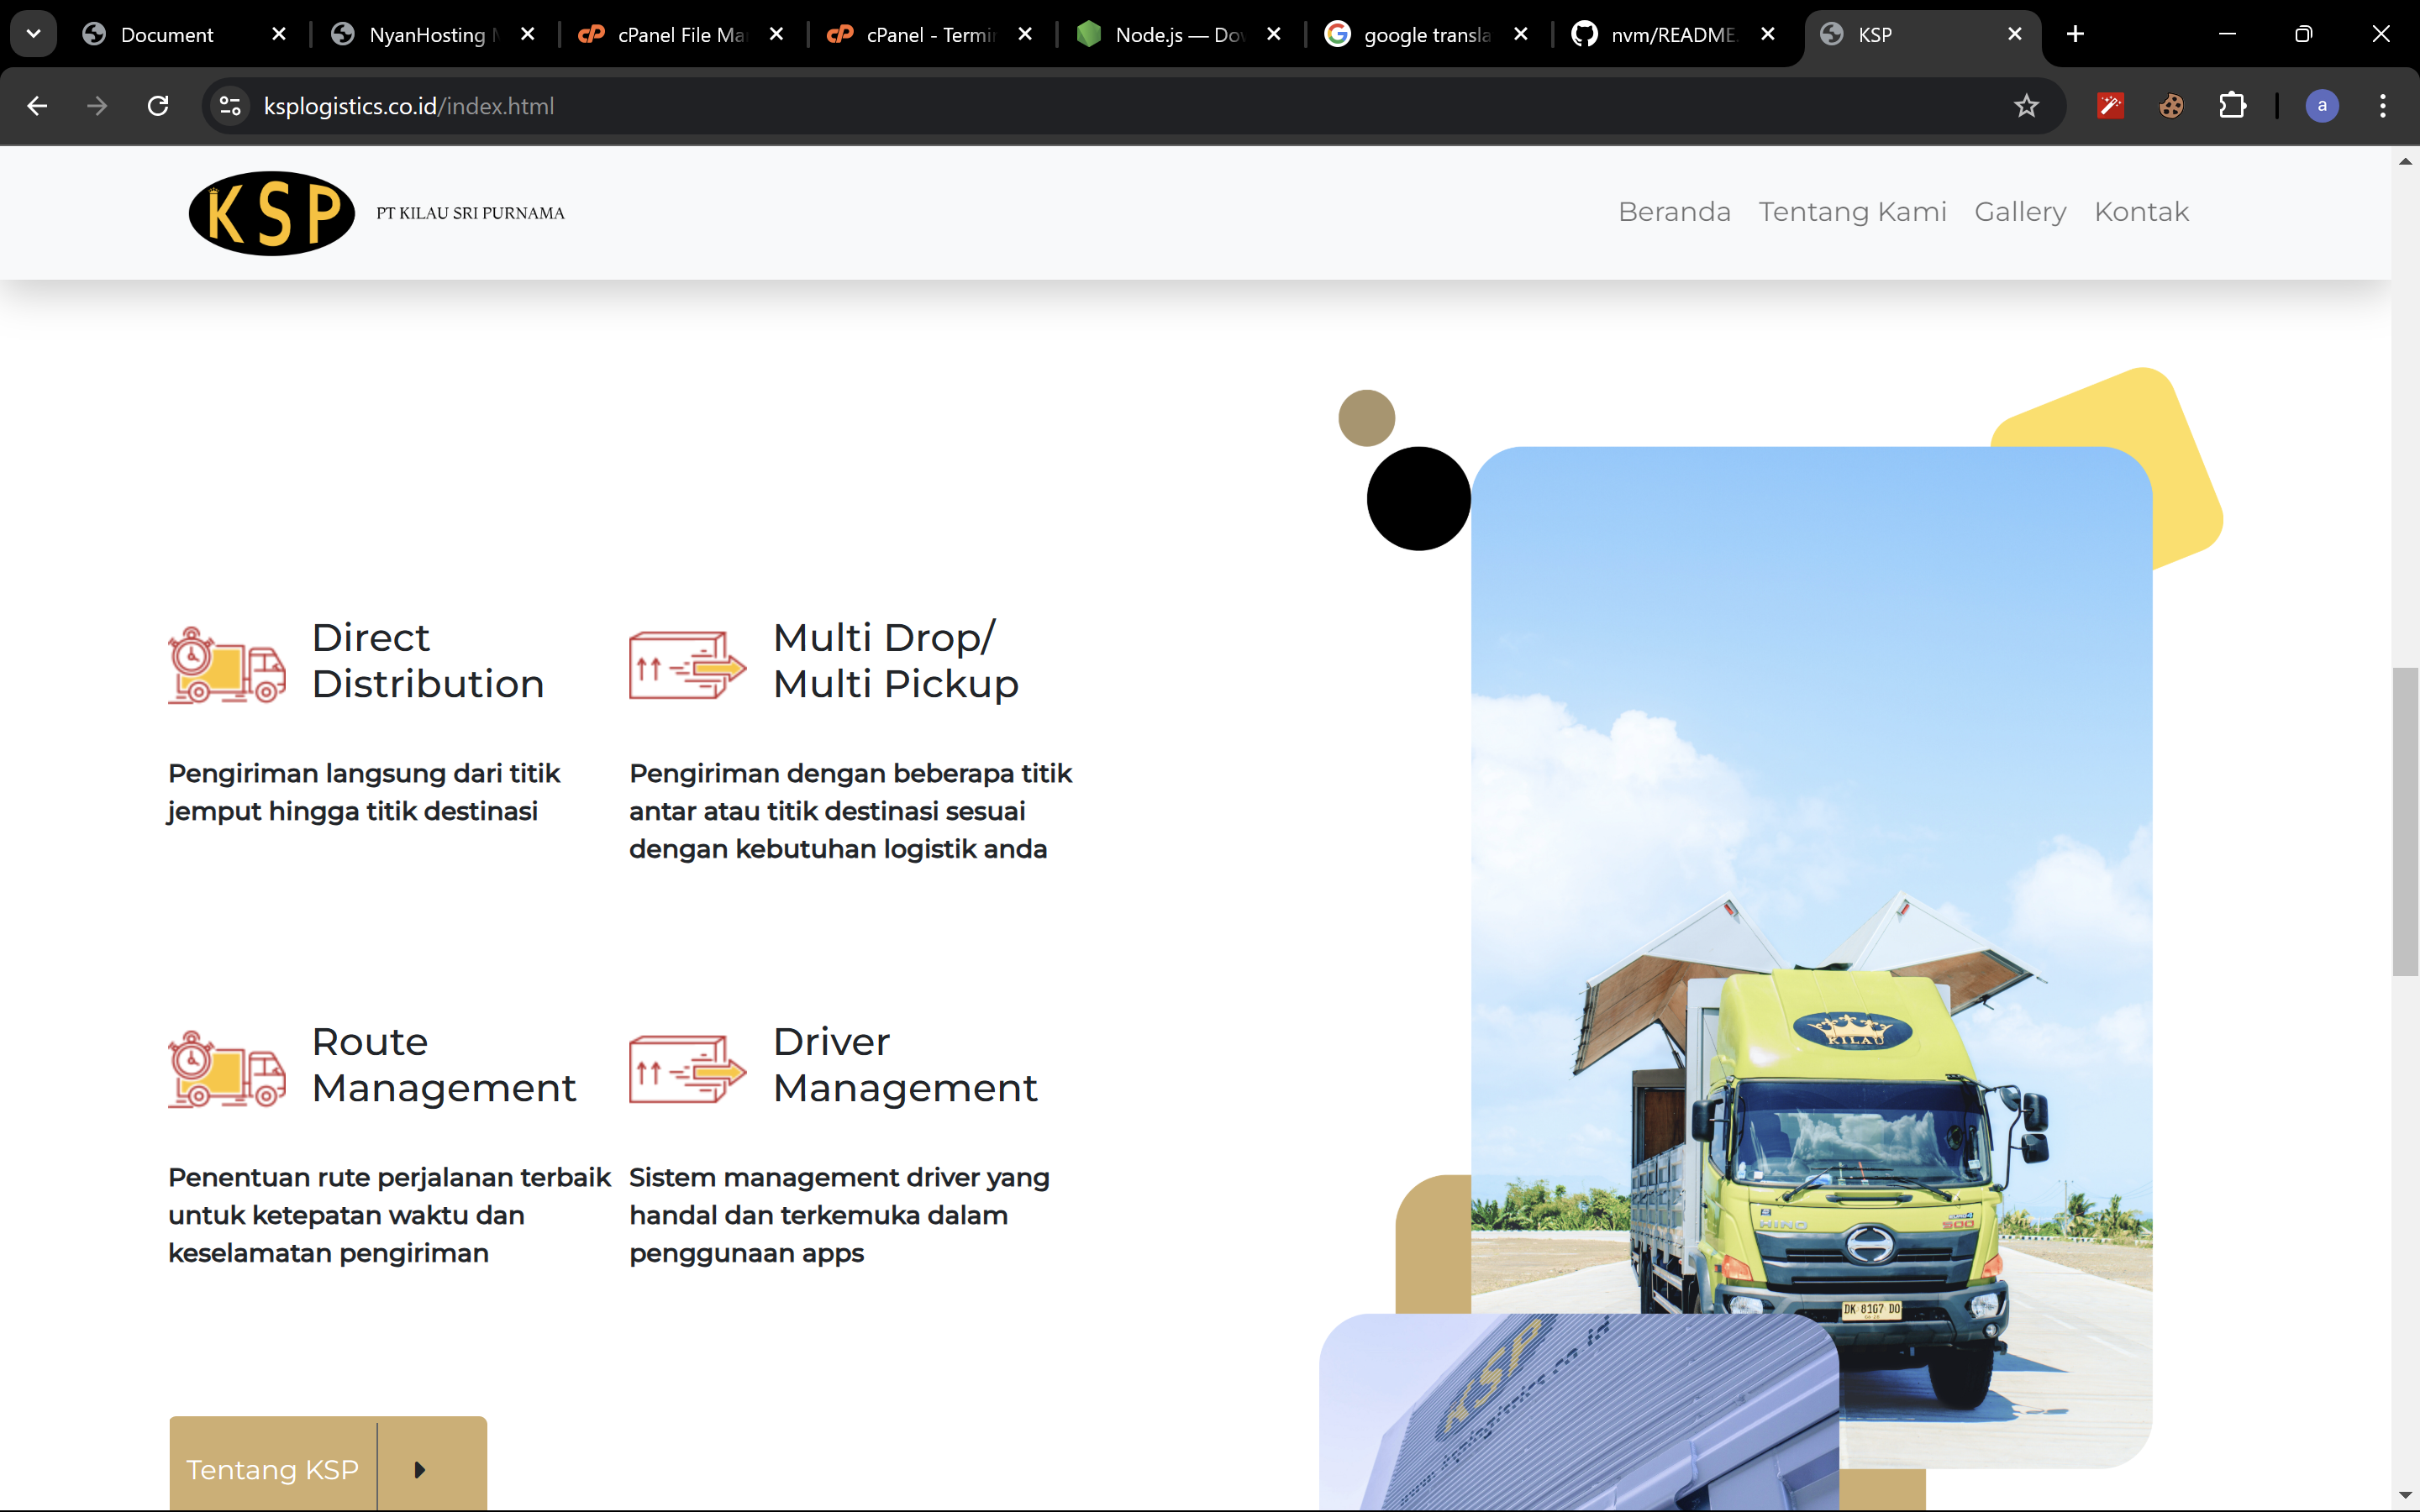 Document
NyanHosting
cPanel File Ma
cPanel - Termin
Node.js — Dov
google transla
nvm/README.
KSP
ksplogistics.co.id/index.html
a
KSP
PT KILAU SRI PURNAMA
Beranda
Tentang Kami
Gallery
Kontak
Direct
Distribution
Multi Drop/
Multi Pickup
Pengiriman langsung dari titik
jemput hingga titik destinasi
Pengiriman dengan beberapa titik
antar atau titik destinasi sesuai
dengan kebutuhan logistik anda
Route
Management
Driver
Management
Penentuan rute perjalanan terbaik
untuk ketepatan waktu dan
keselamatan pengiriman
Sistem management driver yang
handal dan terkemuka dalam
penggunaan apps
Tentang KSP
KILAU
HINO
500
DK 8107 DO
KSP